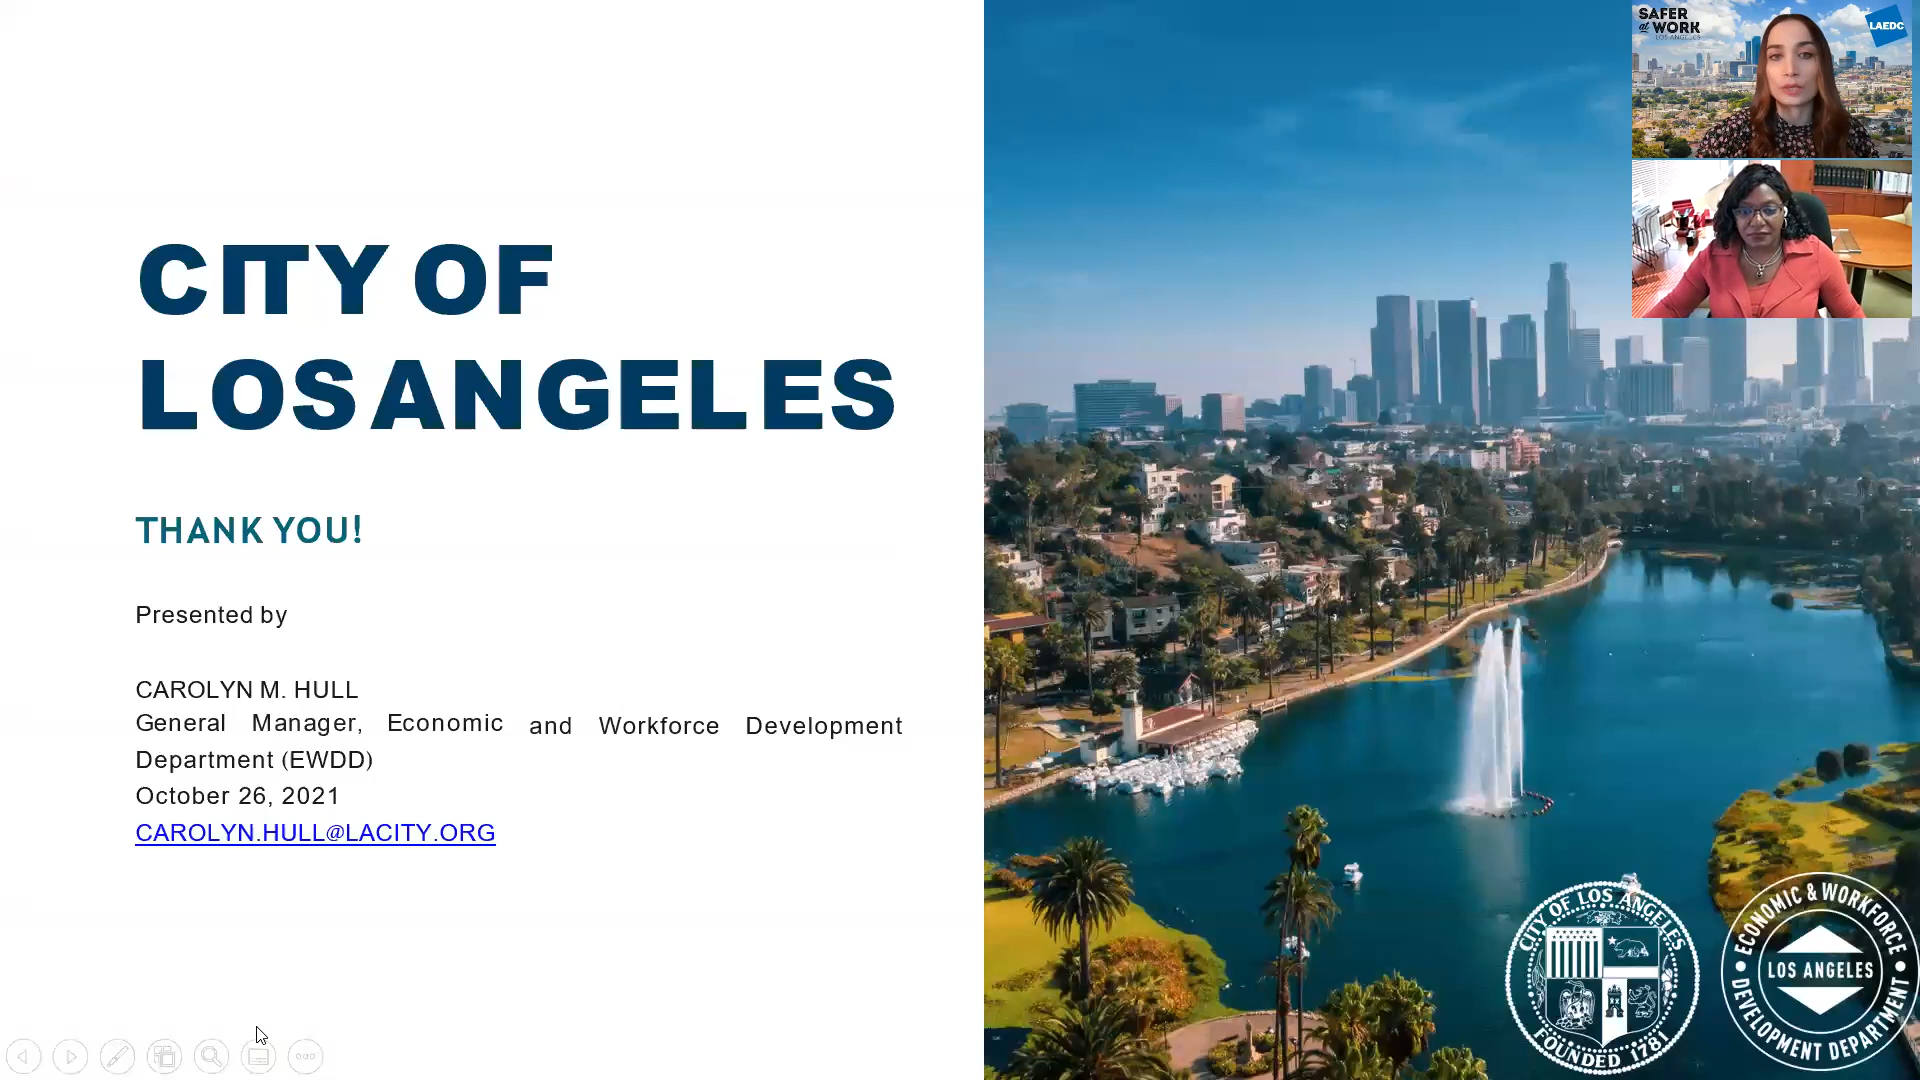 CITY OF
LOS ANGELES
THANK YOU!
Presented by
CAROLYN M. HULL
General Manager, Economic and Workforce Development
Department (EWDD)
October 26, 2021
CAROLYN.HULL@LACITY.ORG
SAFER
at WORK
LOS ANGELES
LAEDC
CITY OF LOS ANGELES
FOUNDED 1781
ECONOMIC & WORKFORCE
LOS ANGELES
DEVELOPMENT DEPARTMENT